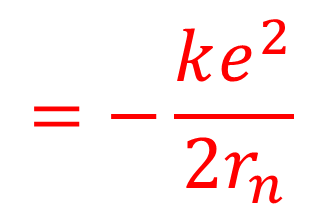 = − ke² / 2rₙ